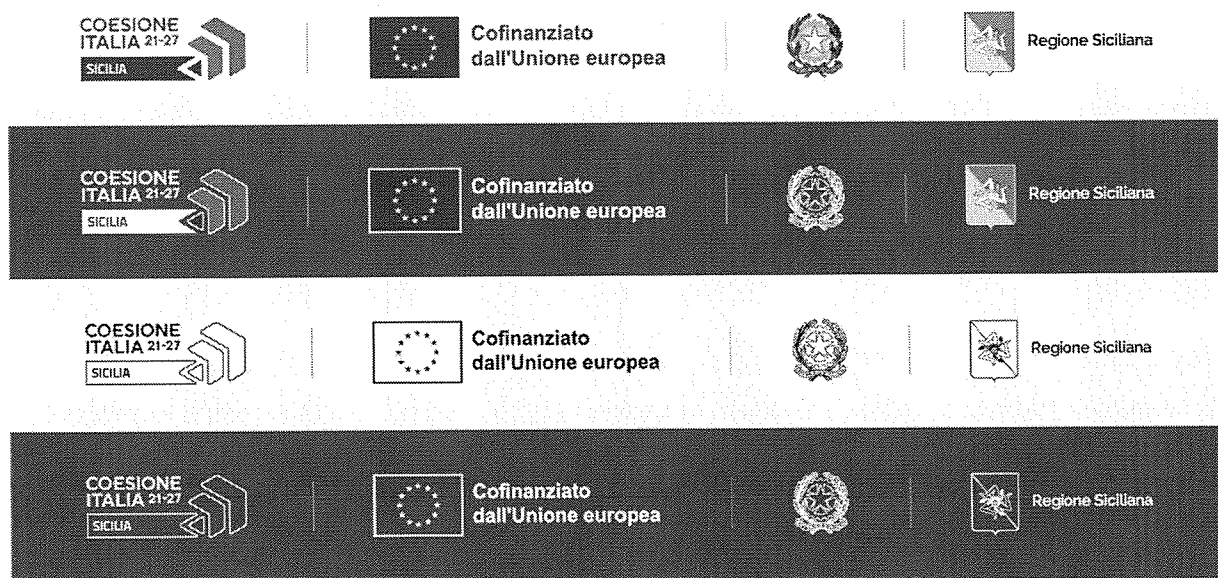 COESIONE
ITALIA 21-27
SICILIA
Cofinanziato
dall'Unione europea
Regione Siciliana
COESIONE
ITALIA 21-27
SICILIA
Cofinanziato
dall'Unione europea
Regione Siciliana
COESIONE
ITALIA 21-27
SICILIA
Cofinanziato
dall'Unione europea
Regione Siciliana
COESIONE
ITALIA 21-27
SICILIA
Cofinanziato
dall'Unione europea
Regione Siciliana